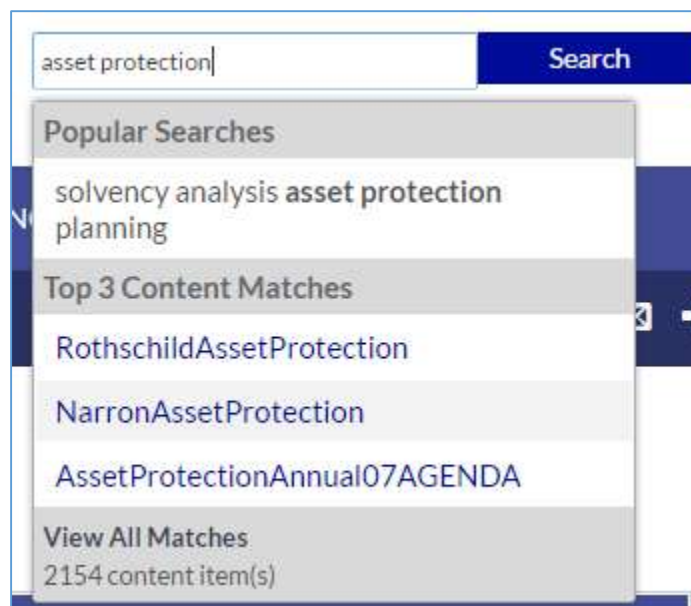 asset protection
Search
Popular Searches
solvency analysis asset protection
planning
Top 3 Content Matches
RothschildAssetProtection
NarronAssetProtection
AssetProtectionAnnual07AGENDA
View All Matches
2154 content item(s)